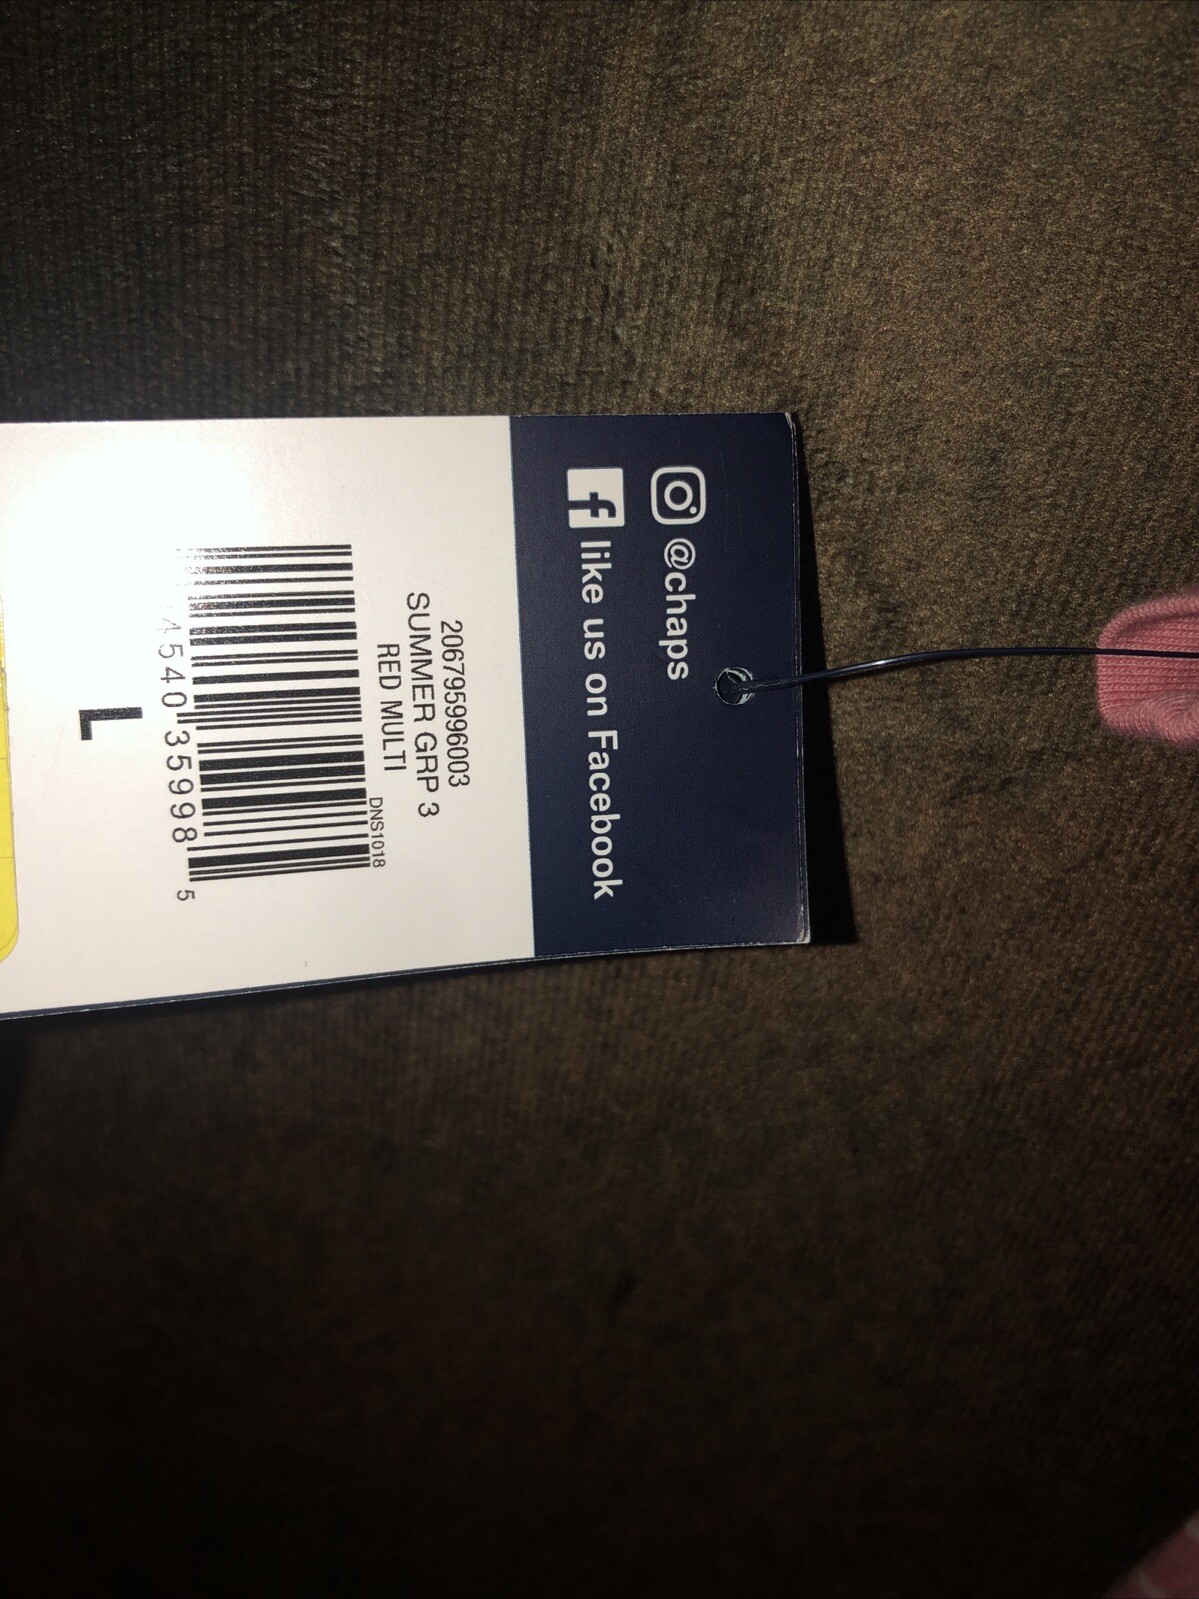 @chaps
f like us on Facebook
206795996003
SUMMER GRP 3
RED MULTI
DNS1018
4540 35998 5
L